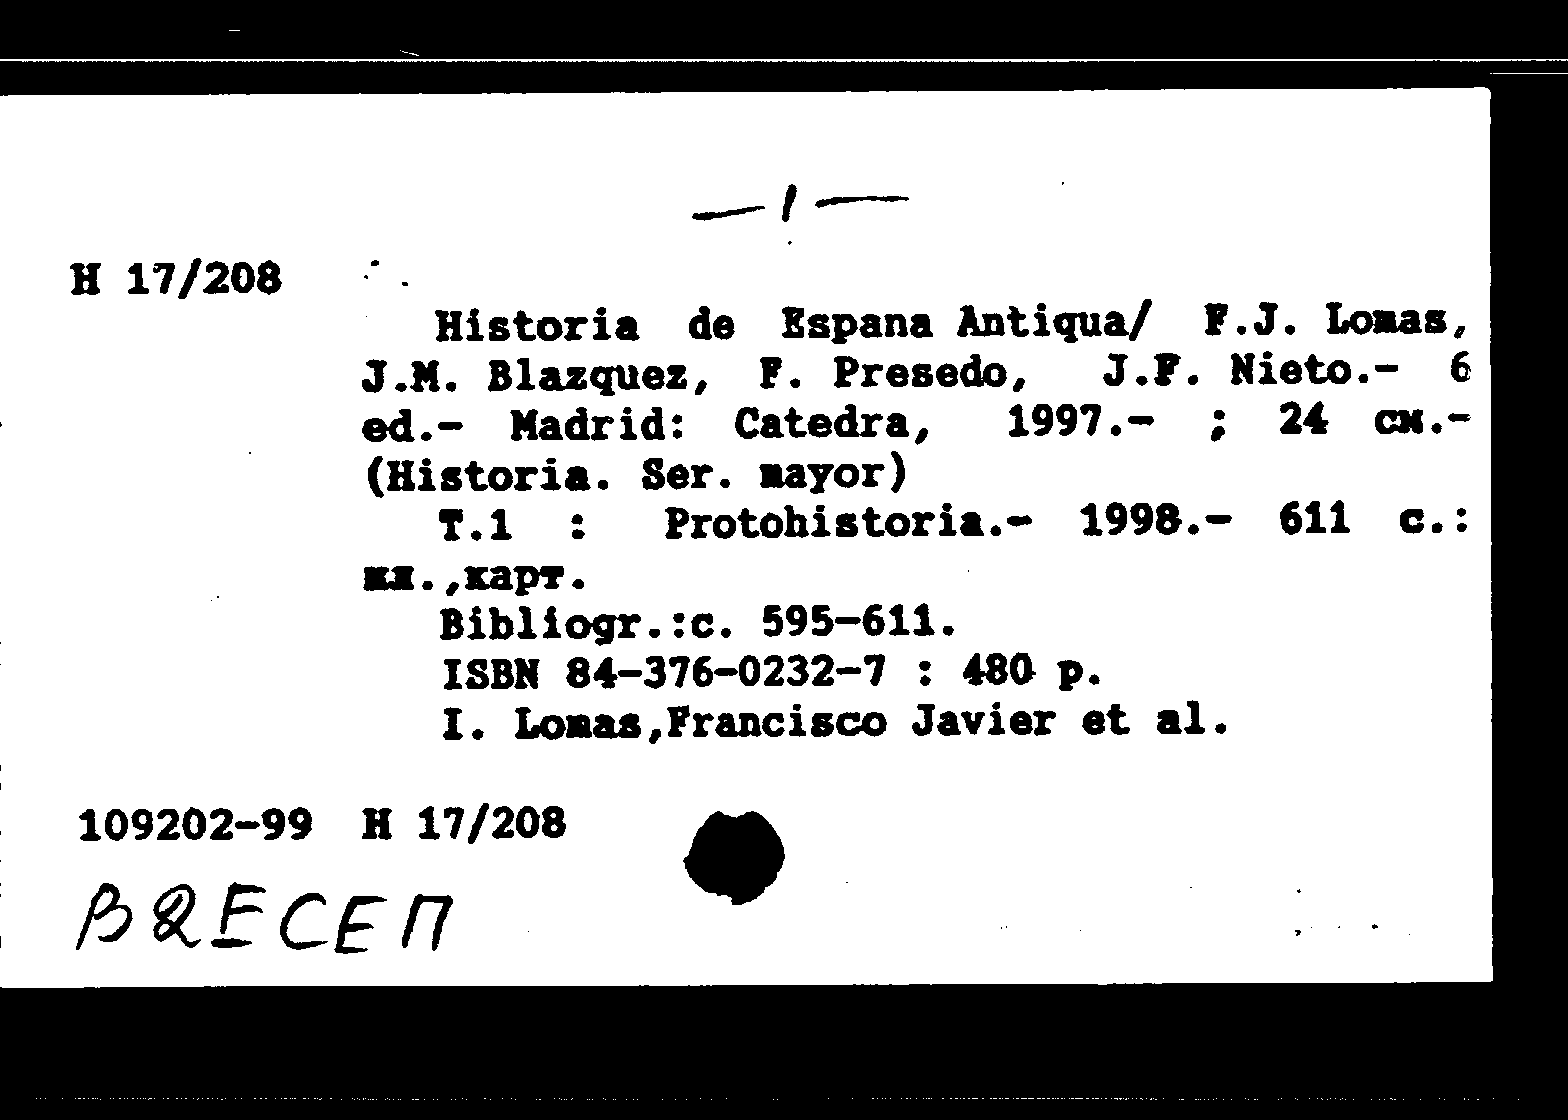 — 1 —
H 17/208
Historia de Espana Antiqua/ F.J. Lomas,
J.M. Blazquez, F. Presedo, J.F. Nieto.- 6
ed.- Madrid: Catedra, 1997.- ; 24 см.-
(Historia. Ser. mayor)
T.1 : Protohistoria.- 1998.- 611 с.:
ил.,карт.
Bibliogr.:с. 595-611.
ISBN 84-376-0232-7 : 480 р.
I. Lomas,Francisco Javier et al.
109202-99 H 17/208